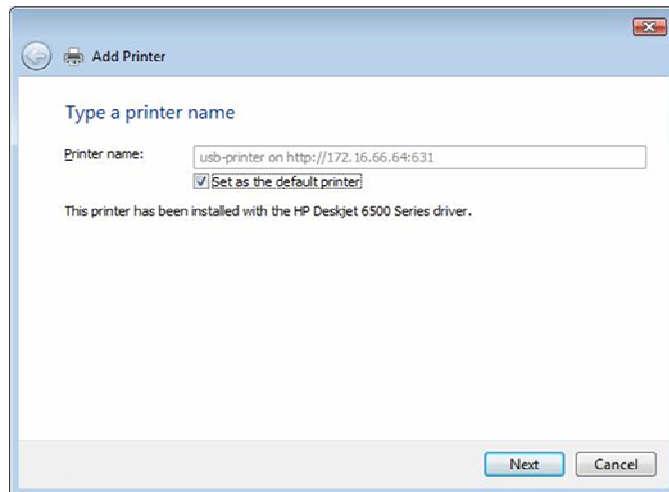 Add Printer
Type a printer name
Printer name:
usb-printer on http://172.16.66.64:631
Set as the default printer
This printer has been installed with the HP Deskjet 6500 Series driver.
Next
Cancel